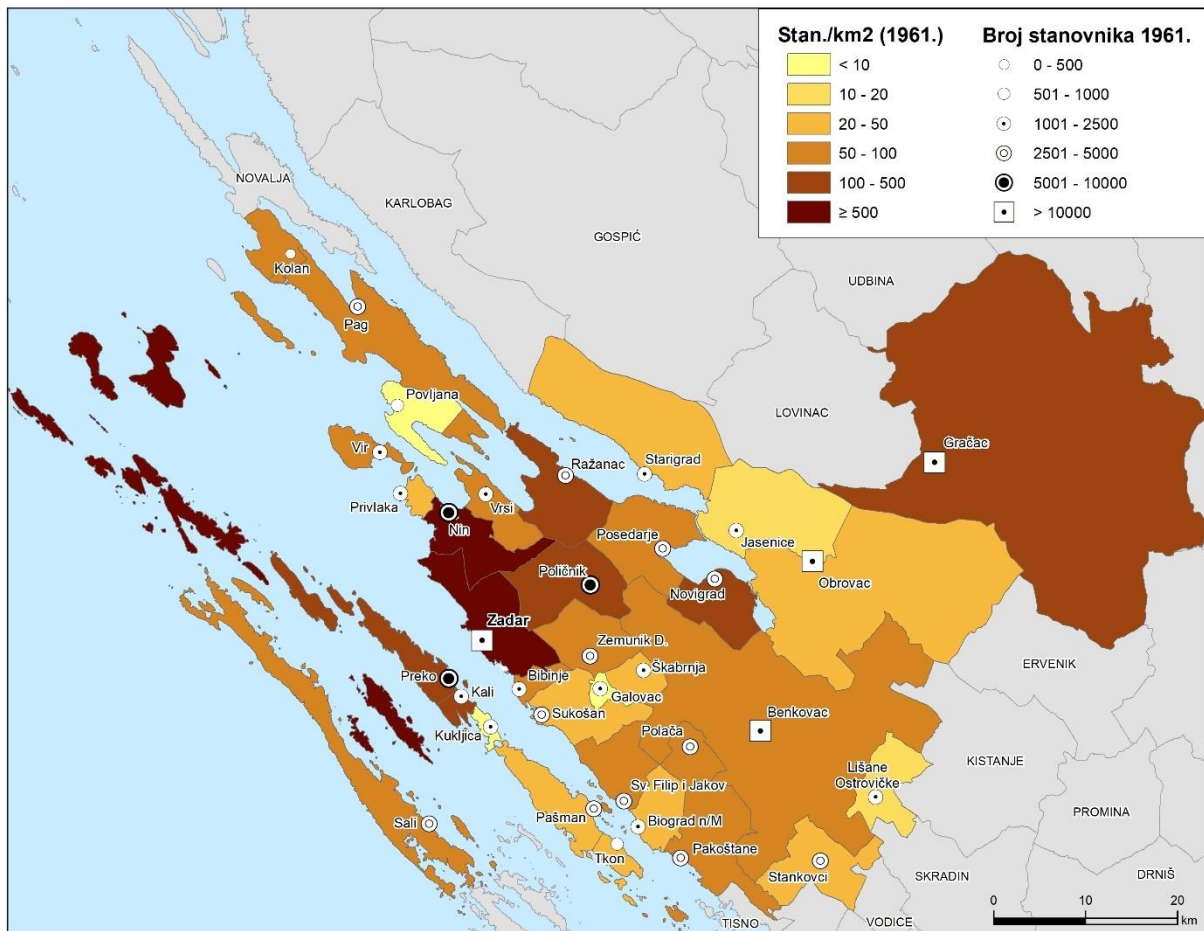 Stan./km2 (1961.)
< 10
10 - 20
20 - 50
50 - 100
100 - 500
≥ 500
Broj stanovnika 1961.
0 - 500
501 - 1000
1001 - 2500
2501 - 5000
5001 - 10000
> 10000
NOVALJA
KARLOBAG
GOSPIĆ
UDBINA
Kolan
Pag
Povljana
LOVINAC
Gračac
Vir
Ražanac
Starigrad
Privlaka
Vrsi
Nin
Posedarje
Jasenice
Poličnik
Obrovac
Novigrad
Zadar
Zemunik D.
ERVENIK
Škabrnja
Preko
Bibinje
Kali
Galovac
Sukošan
Benkovac
Kukljica
Polača
KISTANJE
Lišane
Ostrovičke
Sv. Filip i Jakov
PROMINA
Pašman
Sali
Biograd n/M
Tkon
Pakoštane
Stankovci
SKRADIN
DRNIŠ
0 10 20
km
TISNO
VODICE